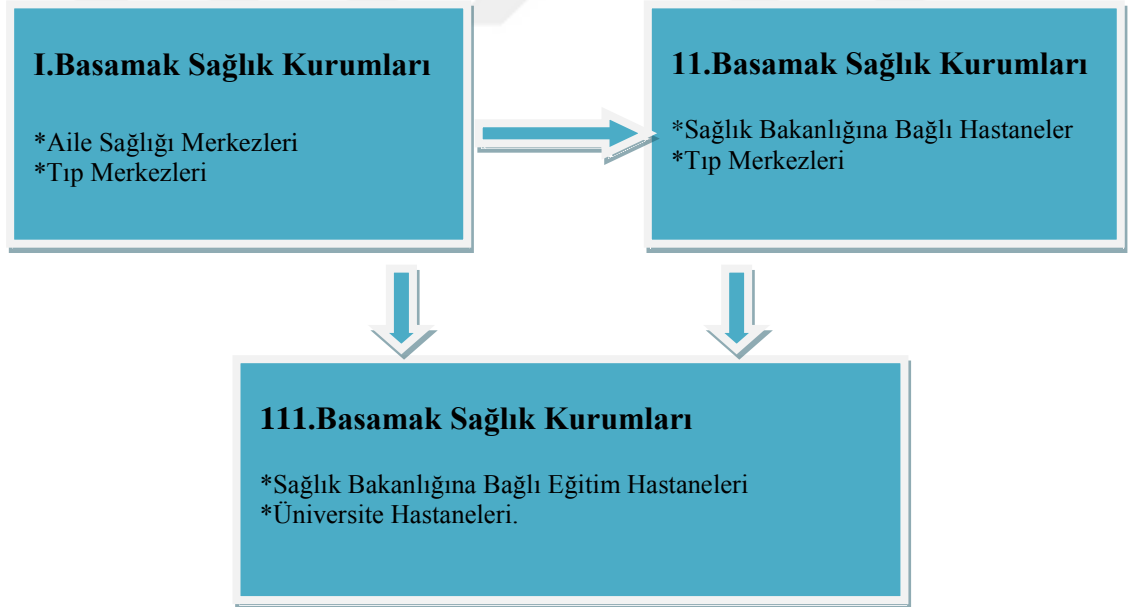 I.Basamak Sağlık Kurumları
*Aile Sağlığı Merkezleri
*Tıp Merkezleri
11.Basamak Sağlık Kurumları
*Sağlık Bakanlığına Bağlı Hastaneler
*Tıp Merkezleri
111.Basamak Sağlık Kurumları
*Sağlık Bakanlığına Bağlı Eğitim Hastaneleri
*Üniversite Hastaneleri.